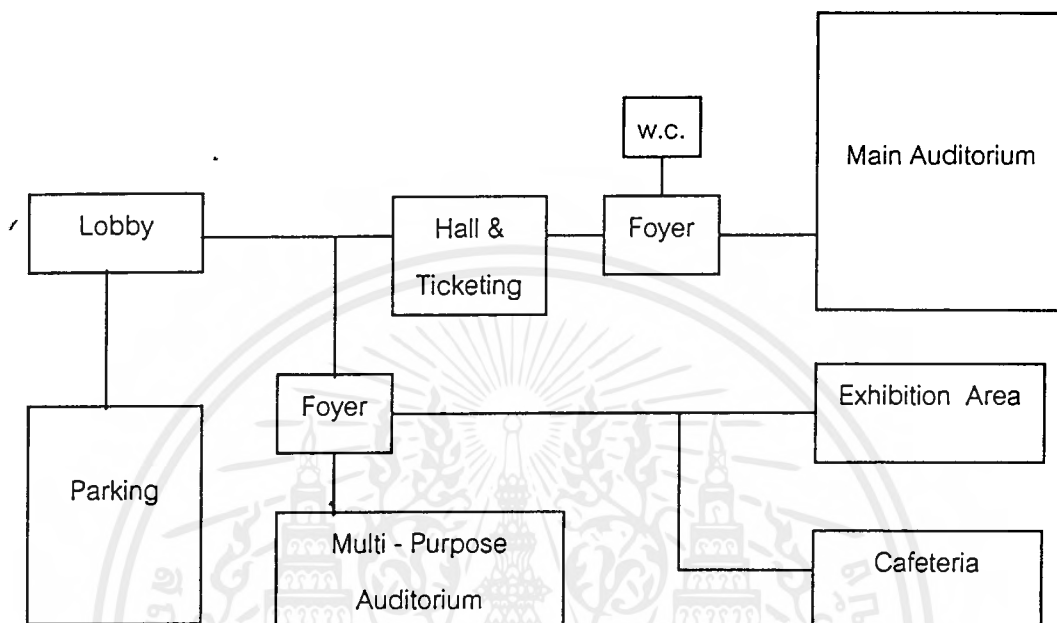 w.c.
Main Auditorium
Lobby
Hall &
Ticketing
Foyer
Foyer
Exhibition Area
Parking
Multi - Purpose
Auditorium
Cafeteria